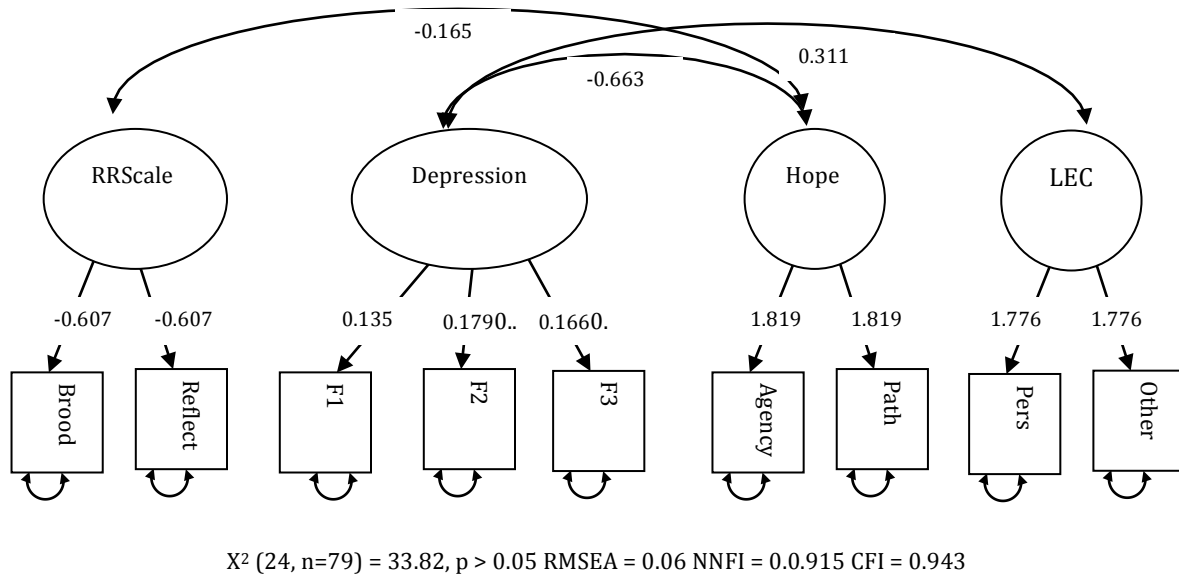 -0.165
0.311
-0.663
RRScale
Depression
Hope
LEC
-0.607
-0.607
0.135
0.1790..
0.1660.
1.819
1.819
1.776
1.776
Brood
Reflect
F1
F2
F3
Agency
Path
Pers
Other
X² (24, n=79) = 33.82, p > 0.05 RMSEA = 0.06 NNFI = 0.0.915 CFI = 0.943